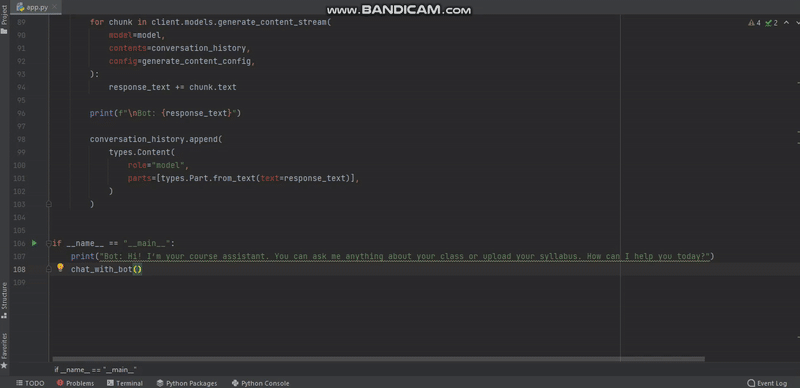 www.BANDICAM.com
Project
app.py
4 2
89 for chunk in client.models.generate_content_stream(
90 model=model,
91 contents=conversation_history,
92 config=generate_content_config,
93 ):
94 response_text += chunk.text
95
96 print(f"\nBot: {response_text}")
97
98 conversation_history.append(
99 types.Content(
100 role="model",
101 parts=[types.Part.from_text(text=response_text)],
102 )
103 )
104
105
106 if __name__ == "__main__":
107 print("Bot: Hi! I'm your course assistant. You can ask me anything about your class or upload your syllabus. How can I help you today?")
108 chat_with_bot()
109
Structure
Favorites
if __name__ == "__main__"
TODO Problems Terminal Python Packages Python Console Event Log